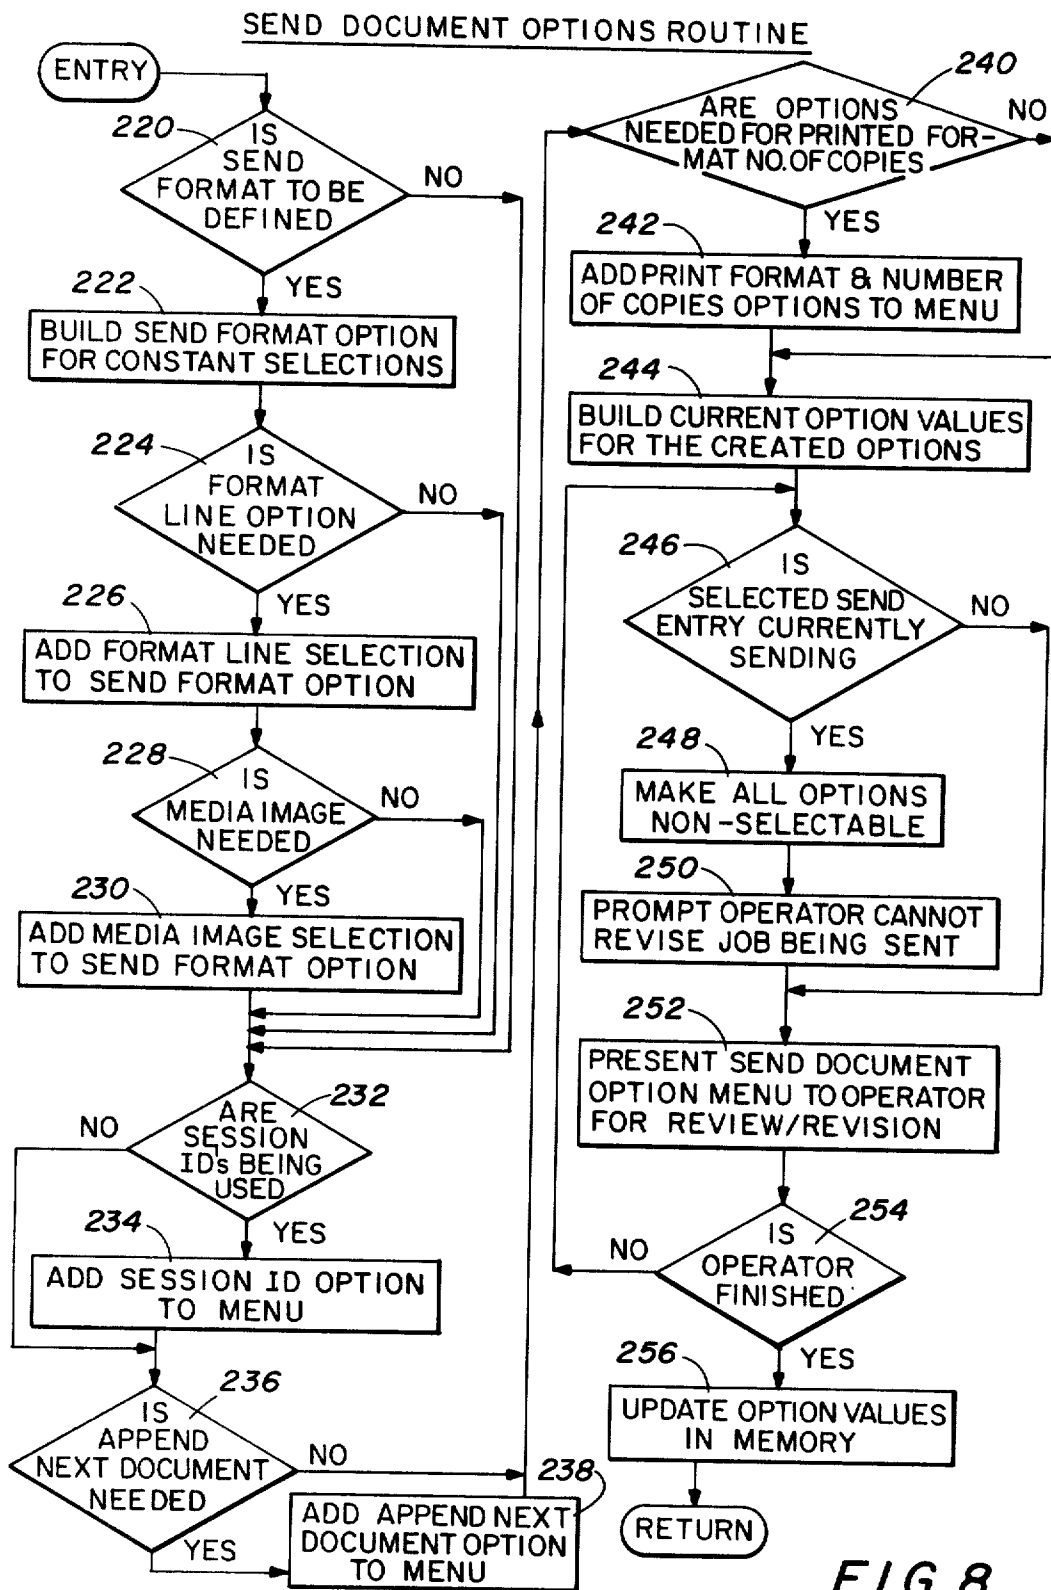 SEND DOCUMENT OPTIONS ROUTINE
ENTRY
220
IS
SEND
FORMAT TO BE
DEFINED
NO
YES
222
BUILD SEND FORMAT OPTION
FOR CONSTANT SELECTIONS
224
IS
FORMAT
LINE OPTION
NEEDED
NO
YES
226
ADD FORMAT LINE SELECTION
TO SEND FORMAT OPTION
228
IS
MEDIA IMAGE
NEEDED
NO
YES
230
ADD MEDIA IMAGE SELECTION
TO SEND FORMAT OPTION
232
ARE
SESSION
ID's BEING
USED
NO
YES
234
ADD SESSION ID OPTION
TO MENU
236
IS
APPEND
NEXT DOCUMENT
NEEDED
NO
YES
238
ADD APPEND NEXT
DOCUMENT OPTION
TO MENU
240
ARE OPTIONS
NEEDED FOR PRINTED FOR-
MAT NO. OF COPIES
NO
YES
242
ADD PRINT FORMAT & NUMBER
OF COPIES OPTIONS TO MENU
244
BUILD CURRENT OPTION VALUES
FOR THE CREATED OPTIONS
246
IS
SELECTED SEND
ENTRY CURRENTLY
SENDING
NO
YES
248
MAKE ALL OPTIONS
NON-SELECTABLE
250
PROMPT OPERATOR CANNOT
REVISE JOB BEING SENT
252
PRESENT SEND DOCUMENT
OPTION MENU TO OPERATOR
FOR REVIEW/REVISION
254
IS
OPERATOR
FINISHED
NO
YES
256
UPDATE OPTION VALUES
IN MEMORY
RETURN
FIG.8